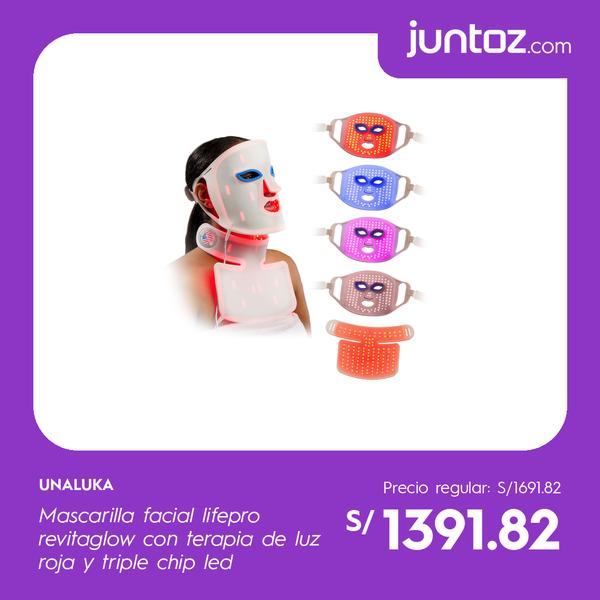 juntoz.com
UNALUKA
Mascarilla facial lifepro
revitaglow con terapia de luz
roja y triple chip led
Precio regular: S/1691.82
S/ 1391.82